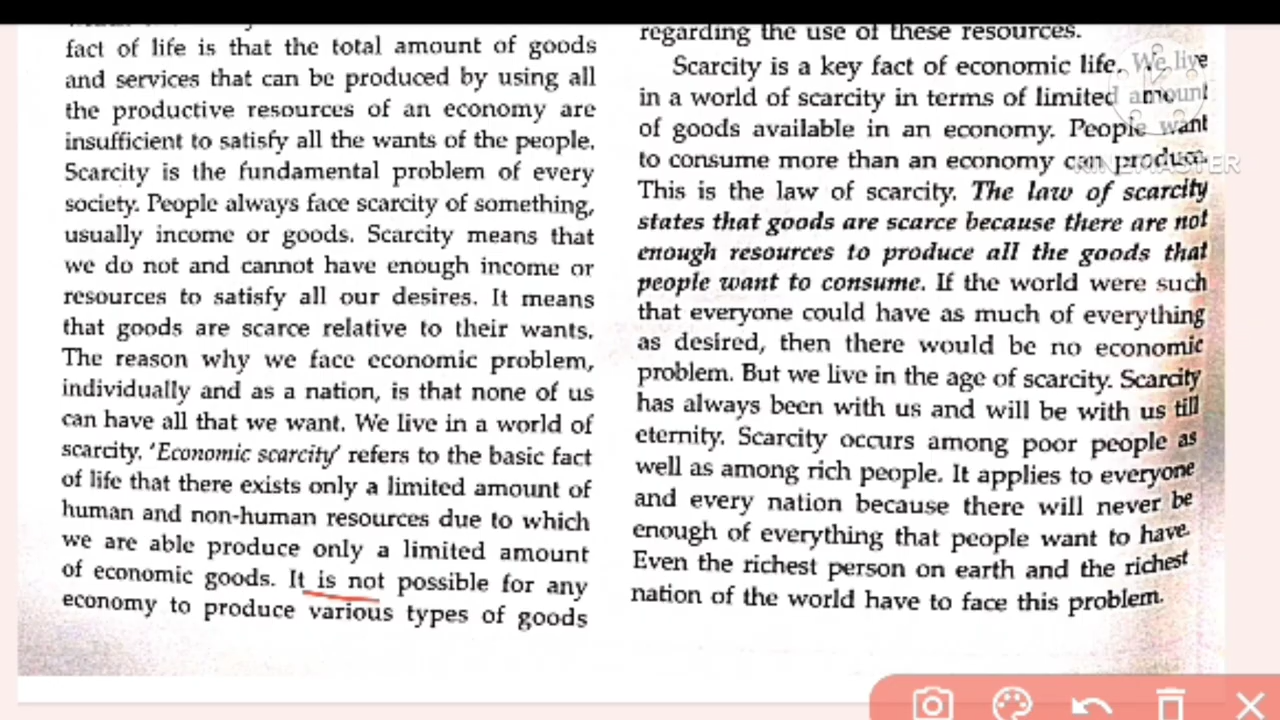 fact of life is that the total amount of goods
and services that can be produced by using all
the productive resources of an economy are
insufficient to satisfy all the wants of the people.
Scarcity is the fundamental problem of every
society. People always face scarcity of something,
usually income or goods. Scarcity means that
we do not and cannot have enough income or
resources to satisfy all our desires. It means
that goods are scarce relative to their wants.
The reason why we face economic problem,
individually and as a nation, is that none of us
can have all that we want. We live in a world of
scarcity. 'Economic scarcity' refers to the basic fact
of life that there exists only a limited amount of
human and non-human resources due to which
we are able produce only a limited amount
of economic goods. It is not possible for any
economy to produce various types of goods
regarding the use of these resources.
Scarcity is a key fact of economic life. We live
in a world of scarcity in terms of limited amount
of goods available in an economy. People want
to consume more than an economy can produce.
This is the law of scarcity. The law of scarcity
states that goods are scarce because there are not
enough resources to produce all the goods that
people want to consume. If the world were such
that everyone could have as much of everything
as desired, then there would be no economic
problem. But we live in the age of scarcity. Scarcity
has always been with us and will be with us till
eternity. Scarcity occurs among poor people as
well as among rich people. It applies to everyone
and every nation because there will never be
enough of everything that people want to have.
Even the richest person on earth and the richest
nation of the world have to face this problem.
KINEMASTER